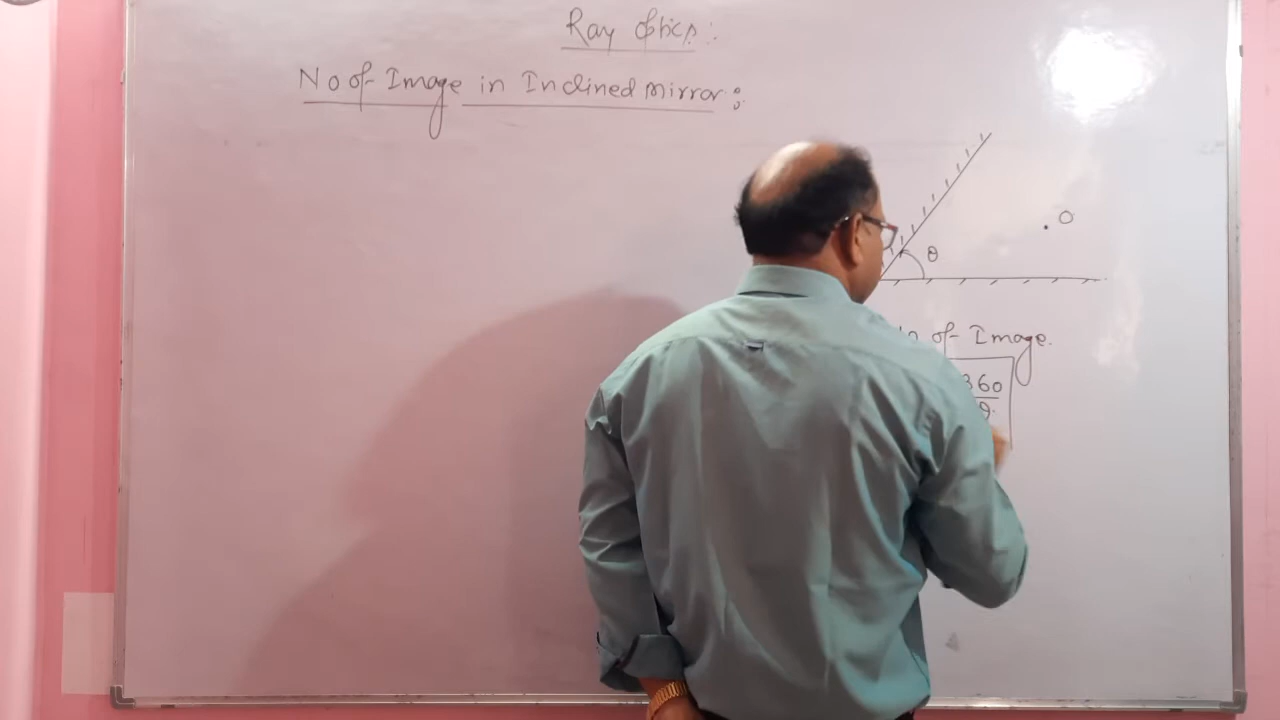 Ray Optics:
No of Image in Inclined mirror:
O
θ
of Image.
360
θ